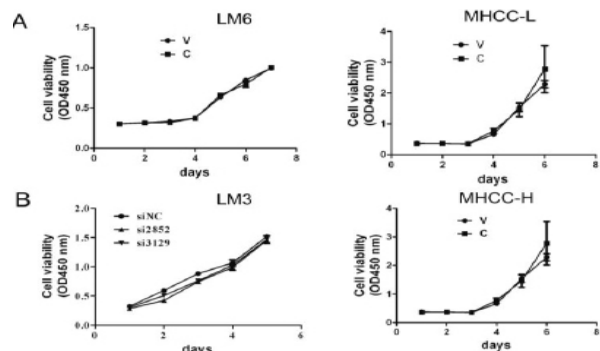 A
LM6
V
C
Cell viability
(OD450 nm)
1.5
1.0
0.5
0.0
0 2 4 6 8
days
MHCC-L
V
C
Cell viability
(OD450 nm)
4
3
2
1
0
0 2 4 6 8
days
B
LM3
siNC
si2852
si3129
Cell viability
(OD450 nm)
1.5
1.0
0.5
0.0
0 2 4 6
days
MHCC-H
V
C
Cell viability
(OD450 nm)
4
3
2
1
0
0 2 4 6 8
days